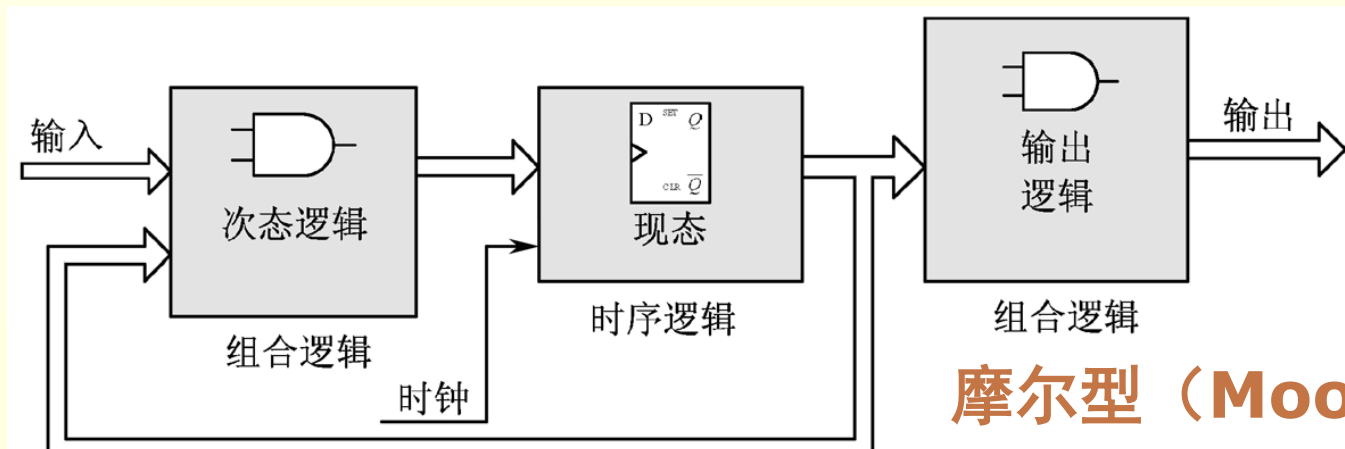 输入
次态逻辑
组合逻辑
D SET Q
CLR Q̅
现态
时序逻辑
时钟
输出
逻辑
组合逻辑
输出
摩尔型（Moo